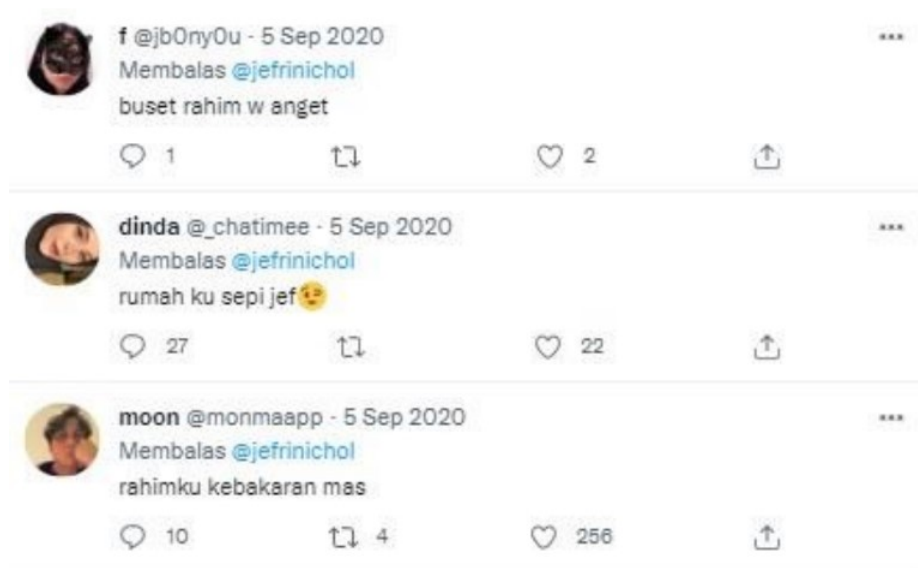 f @jb0ny0u · 5 Sep 2020
Membalas @jefrinichol
buset rahim w anget
1 2
dinda @_chatimee · 5 Sep 2020
Membalas @jefrinichol
rumah ku sepi jef😉
27 22
moon @monmaapp · 5 Sep 2020
Membalas @jefrinichol
rahimku kebakaran mas
10 4 256